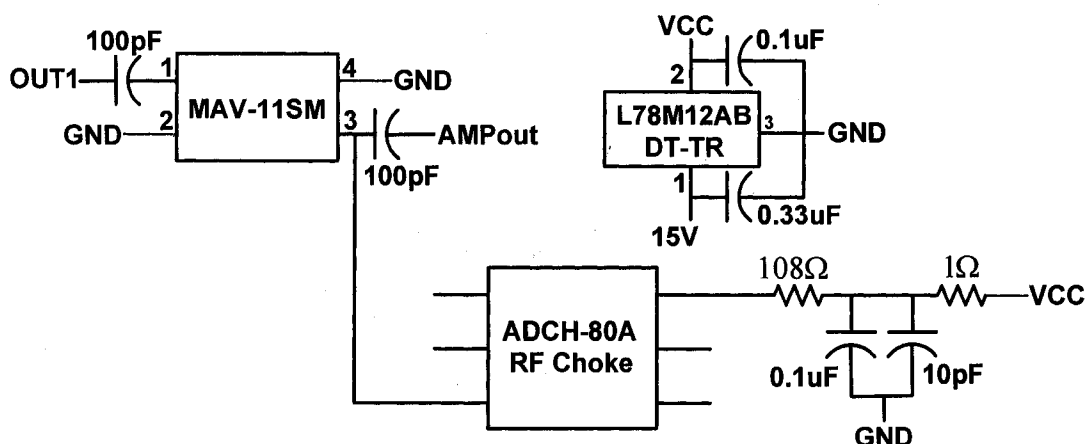 100pF
OUT1
1
4
GND
MAV-11SM
GND
2
3
AMPout
100pF
VCC
0.1uF
2
L78M12AB
DT-TR
3
GND
1
0.33uF
15V
108Ω
1Ω
VCC
ADCH-80A
RF Choke
0.1uF
10pF
GND